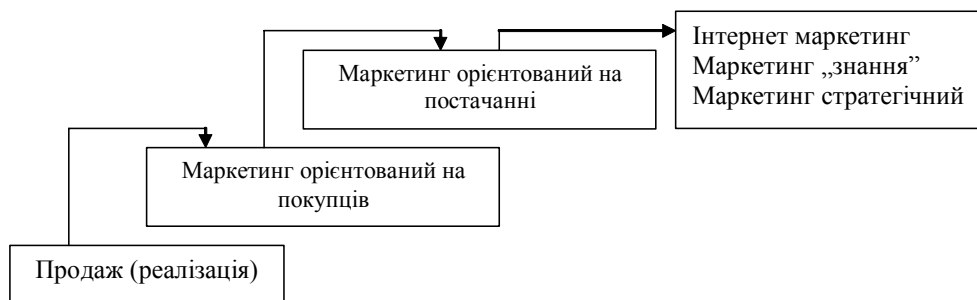 Інтернет маркетинг
Маркетинг „знання”
Маркетинг стратегічний
Маркетинг орієнтований на
постачанні
Маркетинг орієнтований на
покупців
Продаж (реалізація)